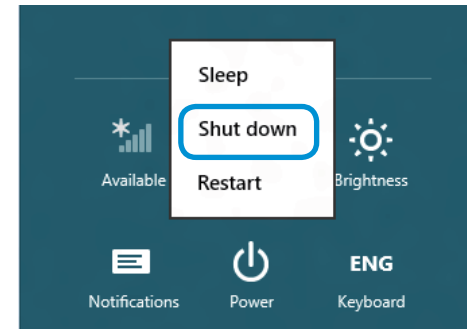 Sleep
Shut down
Restart
Available
Brightness
ENG
Notifications
Power
Keyboard